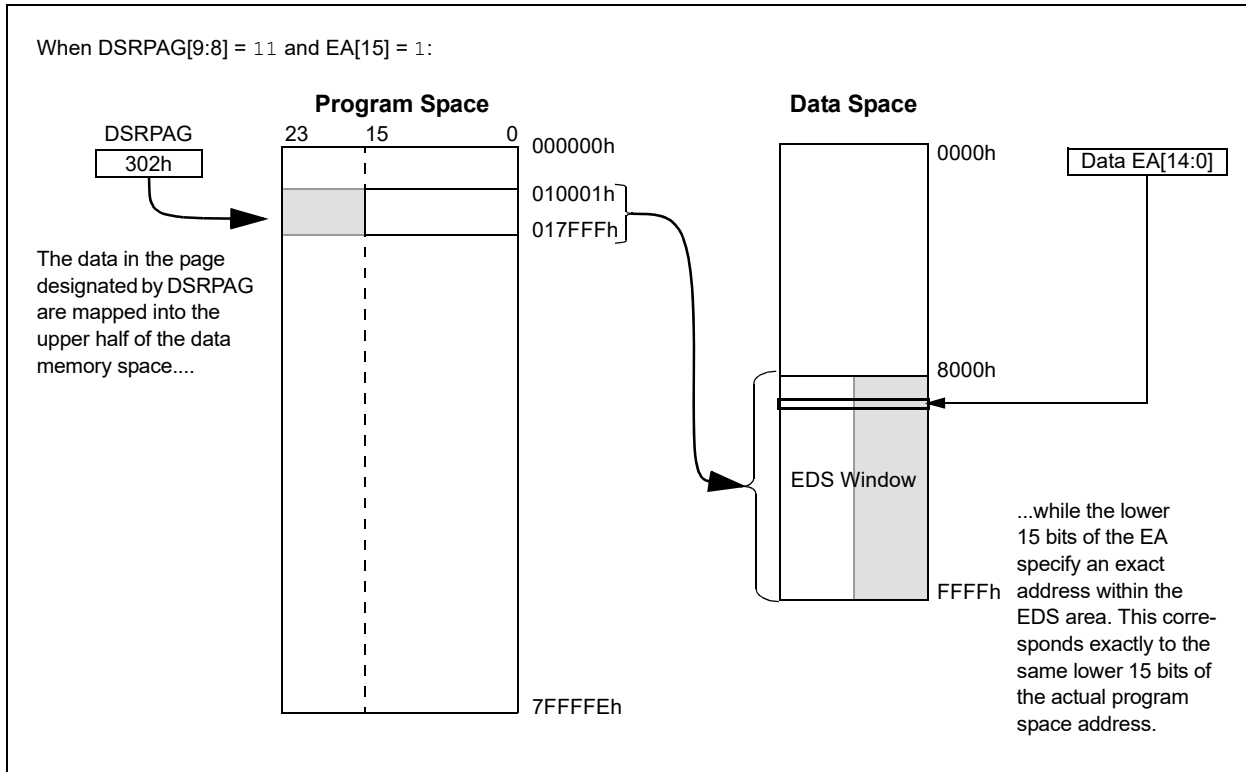 When DSRPAG[9:8] = 11 and EA[15] = 1:
Program Space
Data Space
DSRPAG
302h
23 15 0
000000h
010001h
017FFFh
7FFFFEh
The data in the page
designated by DSRPAG
are mapped into the
upper half of the data
memory space....
0000h
8000h
FFFFh
EDS Window
Data EA[14:0]
...while the lower
15 bits of the EA
specify an exact
address within the
EDS area. This corre-
sponds exactly to the
same lower 15 bits of
the actual program
space address.